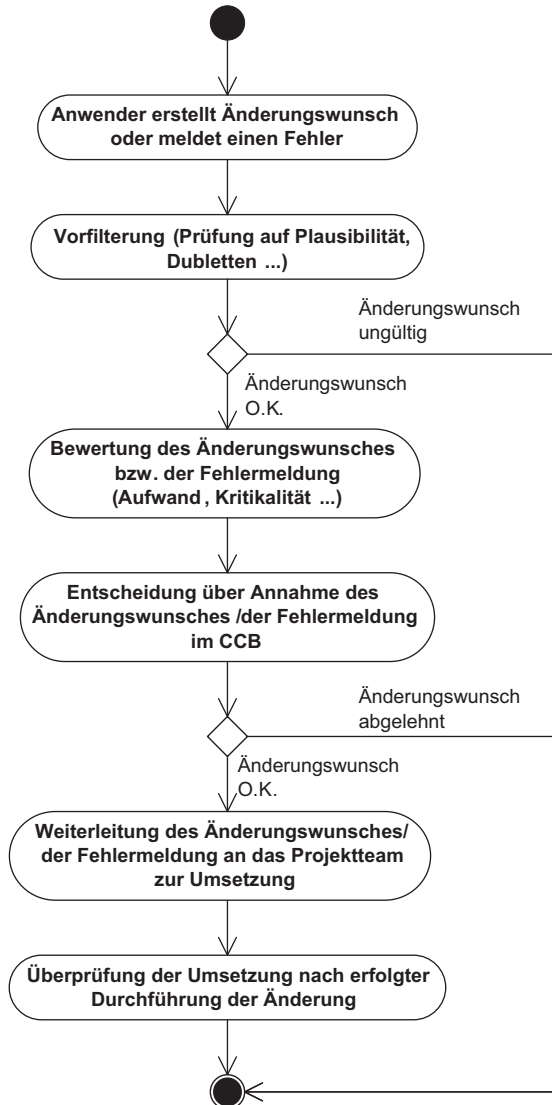 Anwender erstellt Änderungswunsch
oder meldet einen Fehler
Vorfilterung (Prüfung auf Plausibilität,
Dubletten ...)
Änderungswunsch
ungültig
Änderungswunsch
O.K.
Bewertung des Änderungswunsches
bzw. der Fehlermeldung
(Aufwand, Kritikalität ...)
Entscheidung über Annahme des
Änderungswunsches /der Fehlermeldung
im CCB
Änderungswunsch
abgelehnt
Änderungswunsch
O.K.
Weiterleitung des Änderungswunsches/
der Fehlermeldung an das Projektteam
zur Umsetzung
Überprüfung der Umsetzung nach erfolgter
Durchführung der Änderung